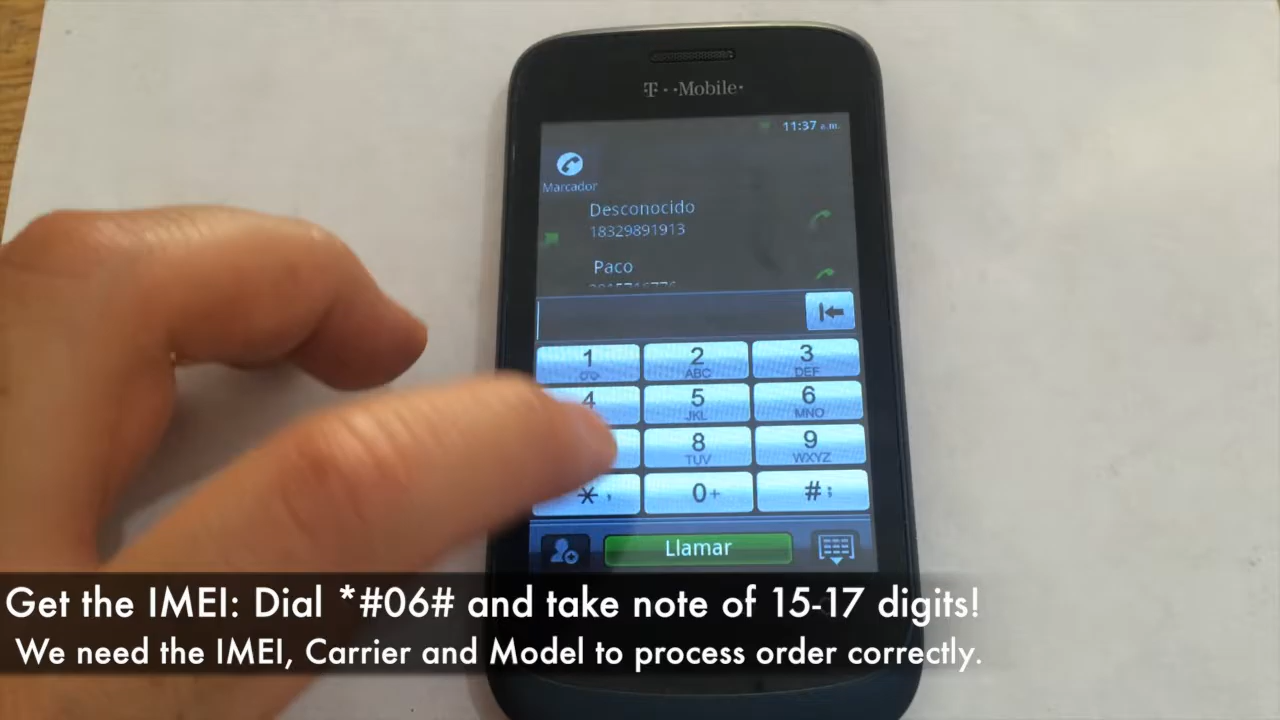 T··Mobile·
11:37 a.m.
Marcador
Desconocido
18329891913
Paco
1
2 ABC
3 DEF
4
5 JKL
6 MNO
8 TUV
9 WXYZ
* ,
0+
# ;
Llamar
Get the IMEI: Dial *#06# and take note of 15-17 digits!
We need the IMEI, Carrier and Model to process order correctly.